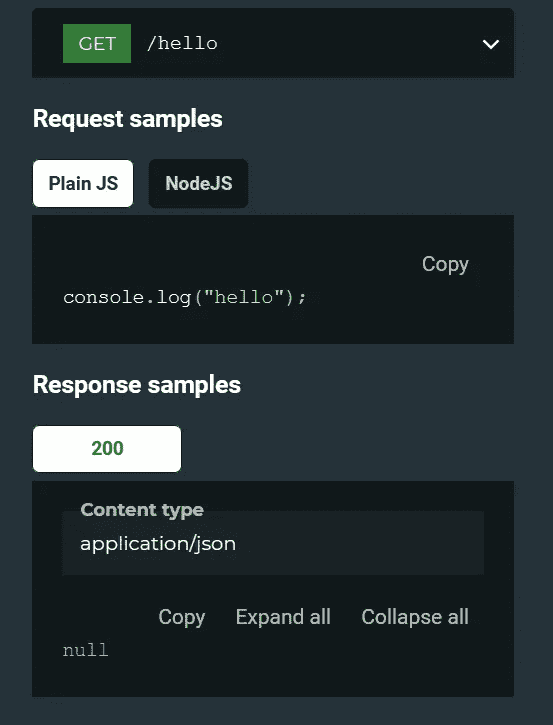 GET /hello
Request samples
Plain JS NodeJS
Copy
console.log("hello");
Response samples
200
Content type
application/json
Copy Expand all Collapse all
null